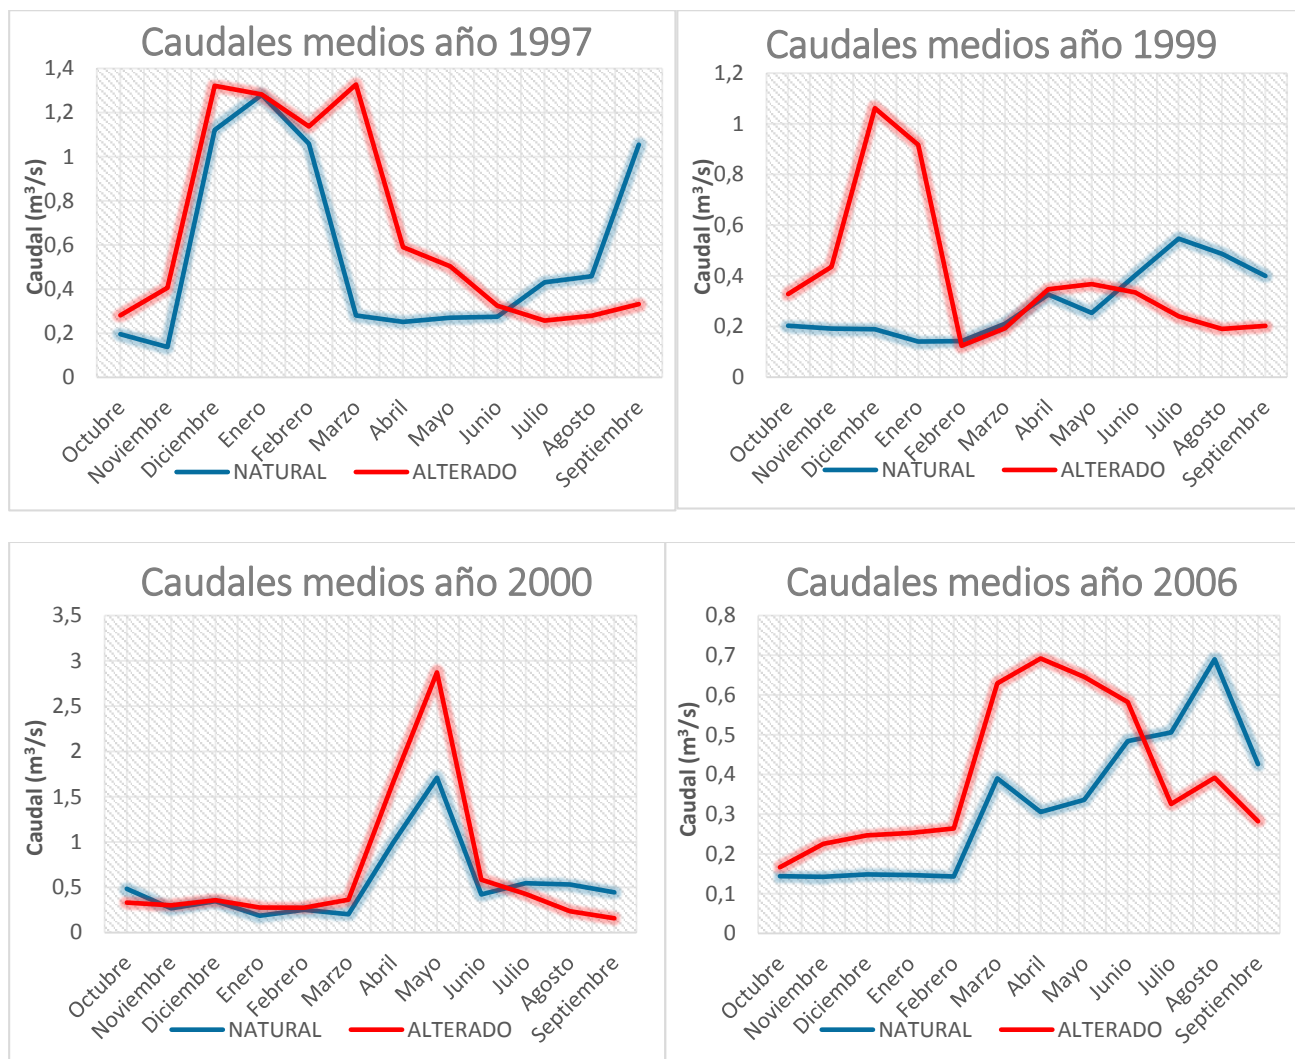 Caudales medios año 1997
Caudal (m³/s)
1,4
1,2
1
0,8
0,6
0,4
0,2
0
Octubre
Noviembre
Diciembre
Enero
Febrero
Marzo
Abril
Mayo
Junio
Julio
Agosto
Septiembre
NATURAL
ALTERADO
Caudales medios año 1999
Caudal (m³/s)
1,2
1
0,8
0,6
0,4
0,2
0
Octubre
Noviembre
Diciembre
Enero
Febrero
Marzo
Abril
Mayo
Junio
Julio
Agosto
Septiembre
NATURAL
ALTERADO
Caudales medios año 2000
Caudal (m³/s)
3,5
3
2,5
2
1,5
1
0,5
0
Octubre
Noviembre
Diciembre
Enero
Febrero
Marzo
Abril
Mayo
Junio
Julio
Agosto
Septiembre
NATURAL
ALTERADO
Caudales medios año 2006
Caudal (m³/s)
0,8
0,7
0,6
0,5
0,4
0,3
0,2
0,1
0
Octubre
Noviembre
Diciembre
Enero
Febrero
Marzo
Abril
Mayo
Junio
Julio
Agosto
Septiembre
NATURAL
ALTERADO